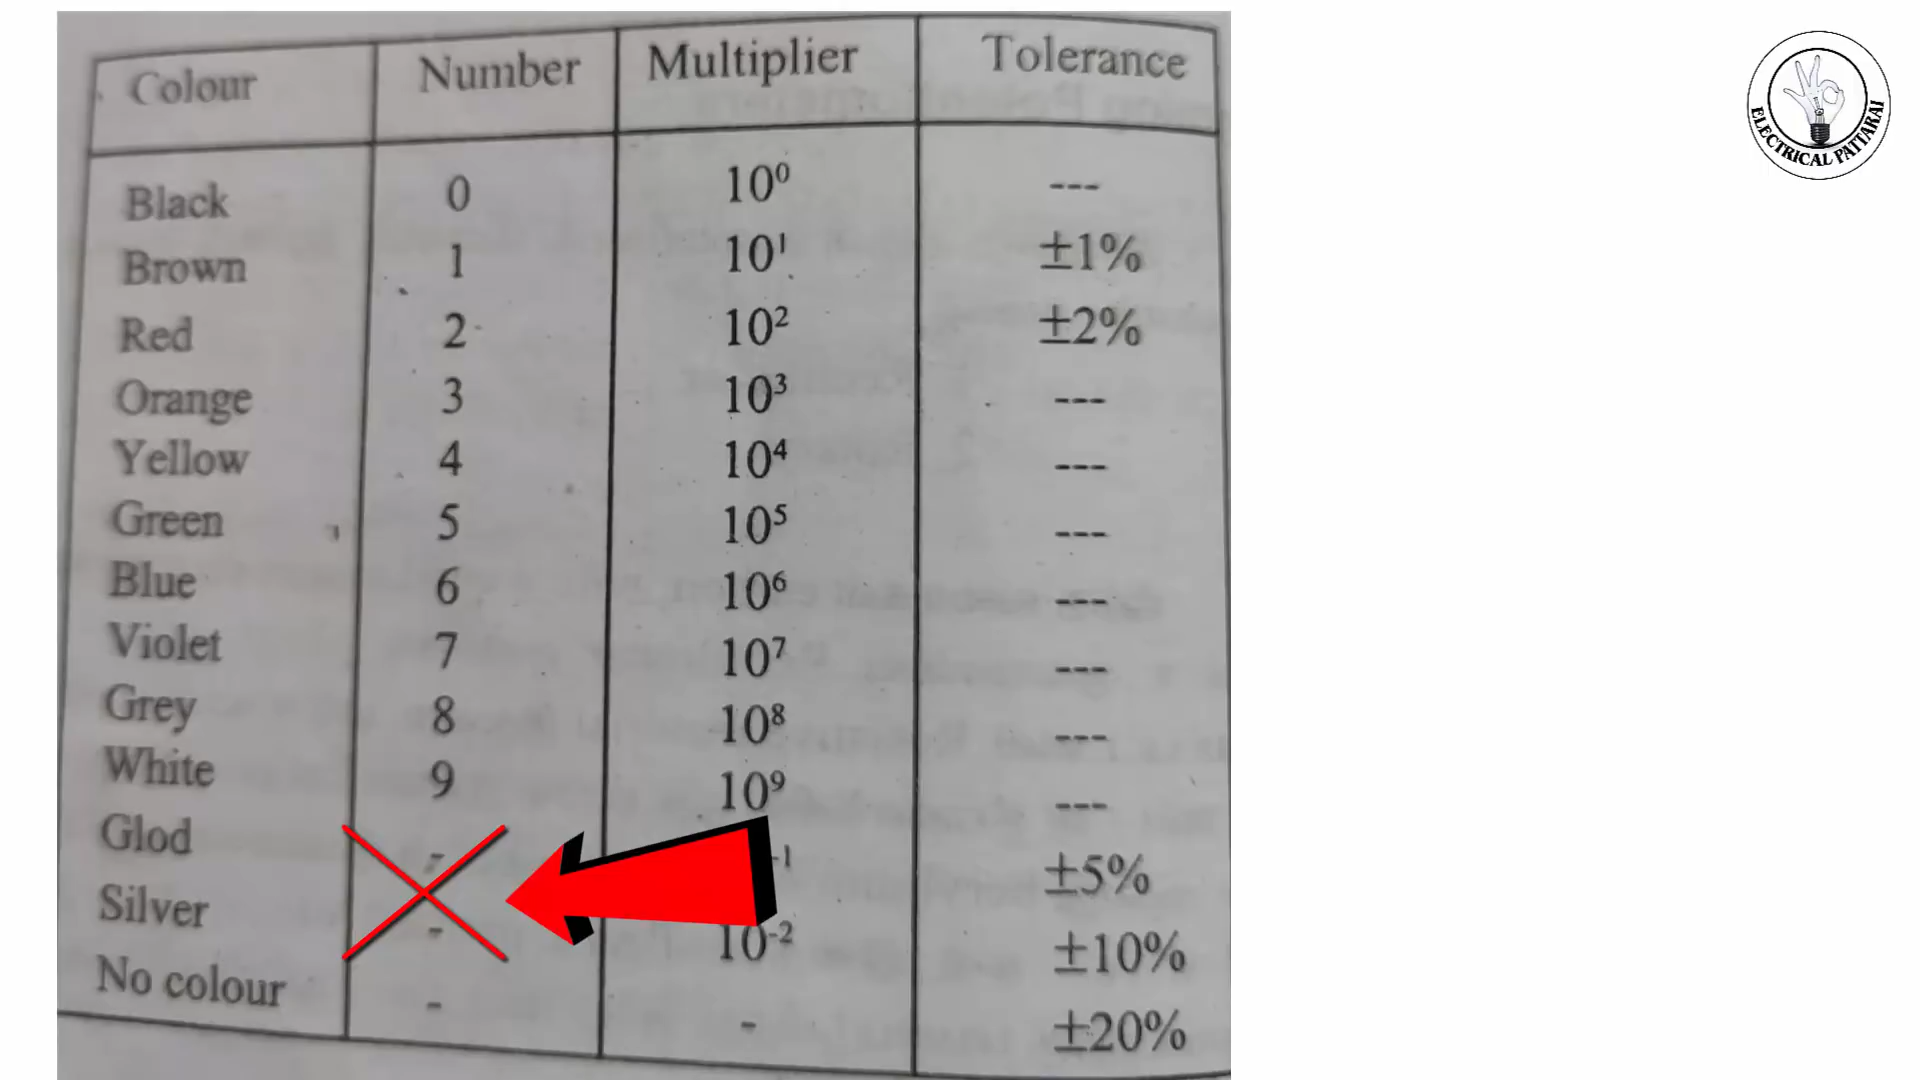 Colour Number Multiplier Tolerance
Black 0 10⁰ ---
Brown 1 10¹ ±1%
Red 2 10² ±2%
Orange 3 10³ ---
Yellow 4 10⁴ ---
Green 5 10⁵ ---
Blue 6 10⁶ ---
Violet 7 10⁷ ---
Grey 8 10⁸ ---
White 9 10⁹ ---
Glod - ⁻¹ ±5%
Silver - 10⁻² ±10%
No colour - - ±20%
ELECTRICAL PATTARAI